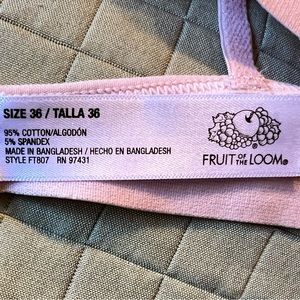 SIZE 36 / TALLA 36
95% COTTON/ALGODÓN
5% SPANDEX
MADE IN BANGLADESH / HECHO EN BANGLADESH
STYLE FT807 RN 97431
FRUIT OF THE LOOM®